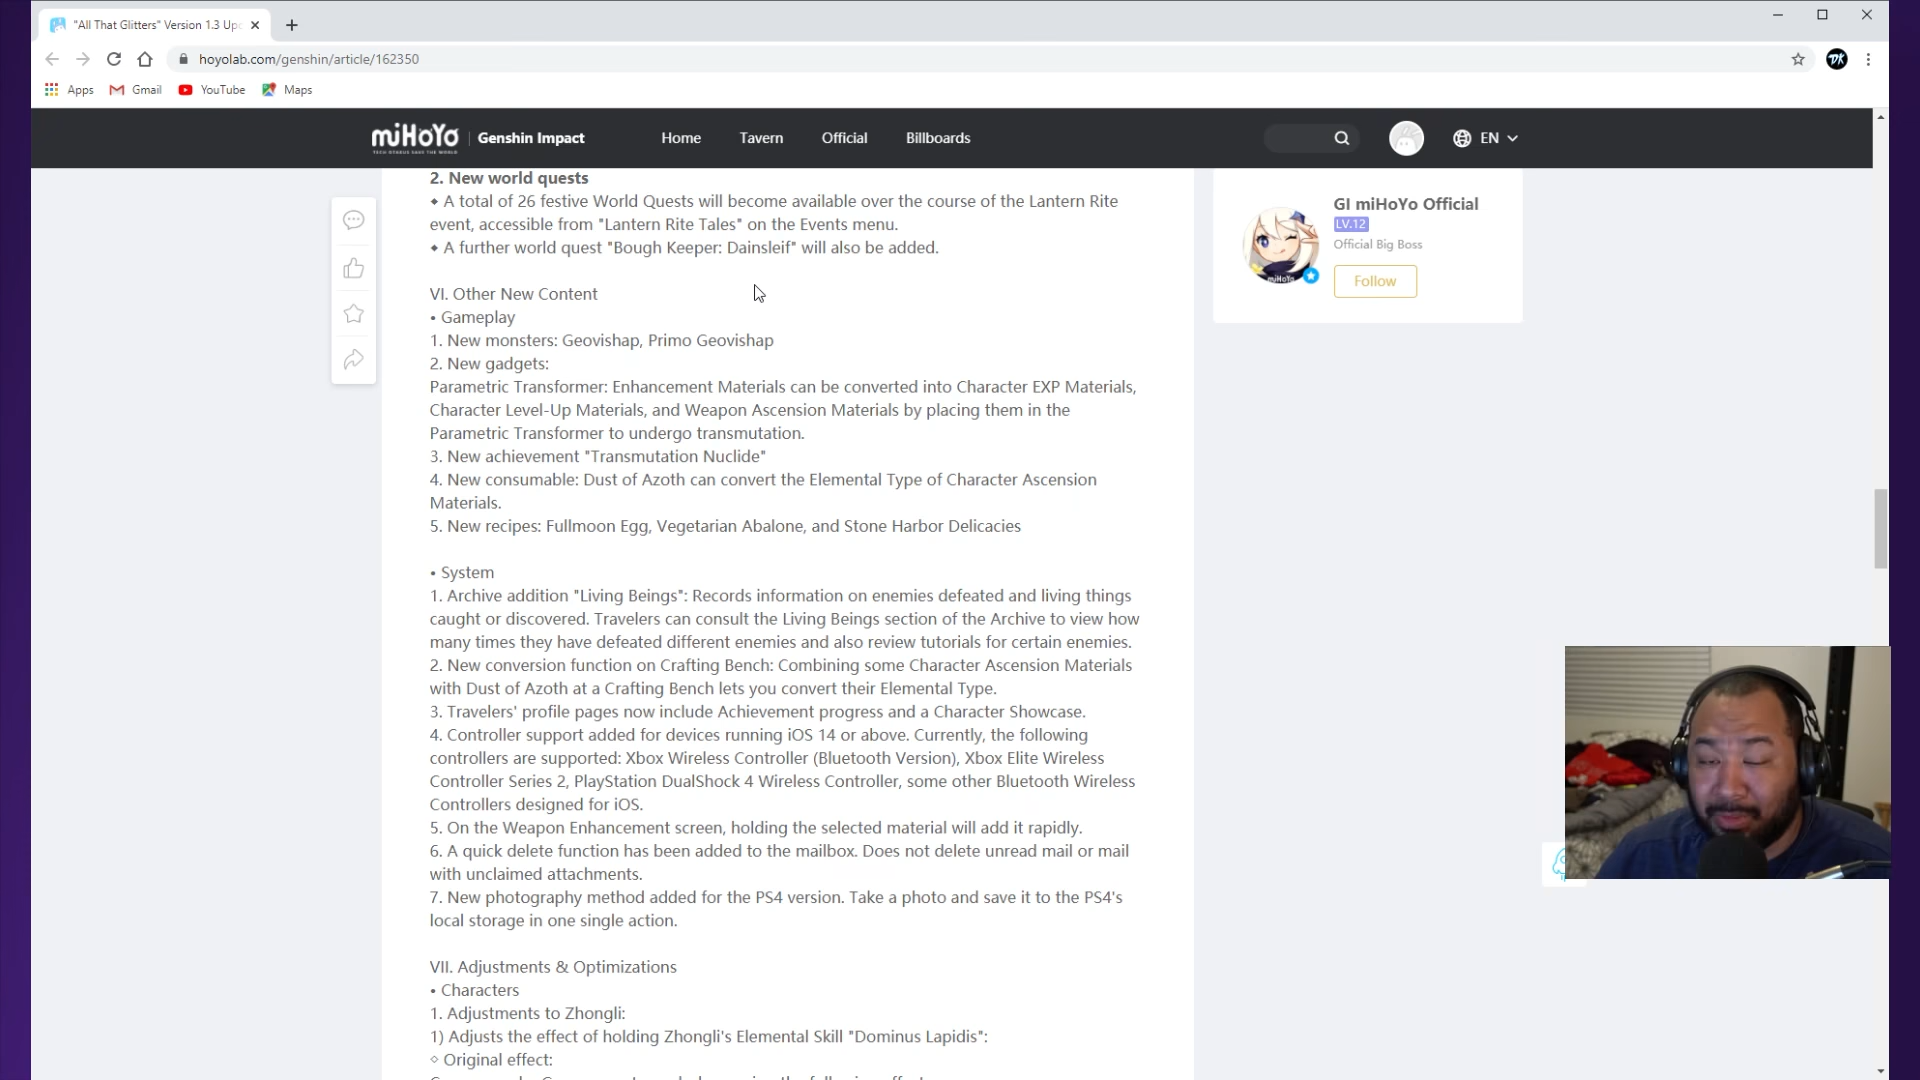 "All That Glitters" Version 1.3 Up
hoyolab.com/genshin/article/162350
DK
Apps Gmail YouTube Maps
miHoYo Genshin Impact Home Tavern Official Billboards EN
TECH OTAKUS SAVE THE WORLD
2. New world quests
◆ A total of 26 festive World Quests will become available over the course of the Lantern Rite
event, accessible from "Lantern Rite Tales" on the Events menu.
◆ A further world quest "Bough Keeper: Dainsleif" will also be added.
VI. Other New Content
• Gameplay
1. New monsters: Geovishap, Primo Geovishap
2. New gadgets:
Parametric Transformer: Enhancement Materials can be converted into Character EXP Materials,
Character Level-Up Materials, and Weapon Ascension Materials by placing them in the
Parametric Transformer to undergo transmutation.
3. New achievement "Transmutation Nuclide"
4. New consumable: Dust of Azoth can convert the Elemental Type of Character Ascension
Materials.
5. New recipes: Fullmoon Egg, Vegetarian Abalone, and Stone Harbor Delicacies
• System
1. Archive addition "Living Beings": Records information on enemies defeated and living things
caught or discovered. Travelers can consult the Living Beings section of the Archive to view how
many times they have defeated different enemies and also review tutorials for certain enemies.
2. New conversion function on Crafting Bench: Combining some Character Ascension Materials
with Dust of Azoth at a Crafting Bench lets you convert their Elemental Type.
3. Travelers' profile pages now include Achievement progress and a Character Showcase.
4. Controller support added for devices running iOS 14 or above. Currently, the following
controllers are supported: Xbox Wireless Controller (Bluetooth Version), Xbox Elite Wireless
Controller Series 2, PlayStation DualShock 4 Wireless Controller, some other Bluetooth Wireless
Controllers designed for iOS.
5. On the Weapon Enhancement screen, holding the selected material will add it rapidly.
6. A quick delete function has been added to the mailbox. Does not delete unread mail or mail
with unclaimed attachments.
7. New photography method added for the PS4 version. Take a photo and save it to the PS4's
local storage in one single action.
VII. Adjustments & Optimizations
• Characters
1. Adjustments to Zhongli:
1) Adjusts the effect of holding Zhongli's Elemental Skill "Dominus Lapidis":
◇ Original effect:
GI miHoYo Official
LV.12
Official Big Boss
miHoYo
Follow